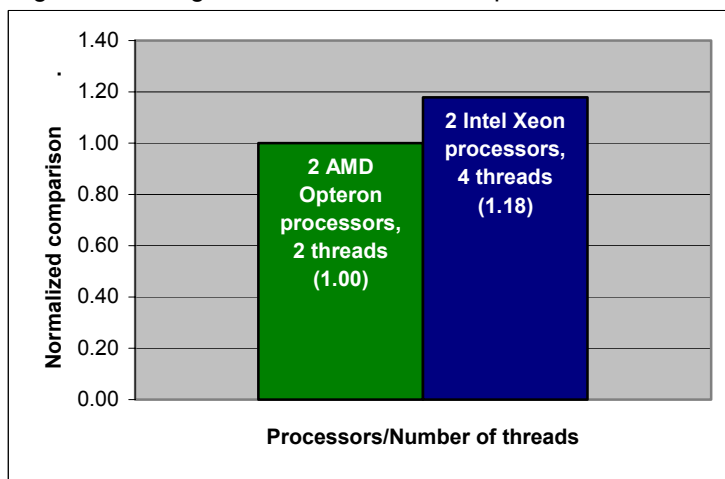 1.40
1.20
1.00
0.80
0.60
0.40
0.20
0.00
Normalized comparison
2 AMD
Opteron
processors,
2 threads
(1.00)
2 Intel Xeon
processors,
4 threads
(1.18)
Processors/Number of threads